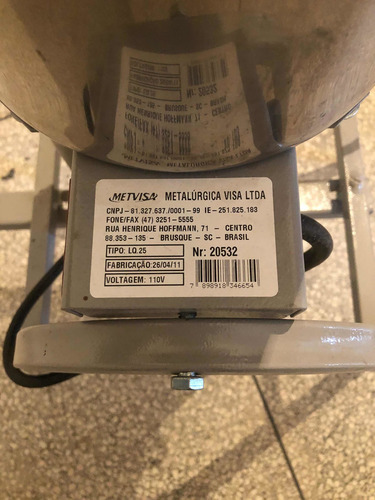 METVISA METALÚRGICA VISA LTDA
CNPJ - 81.327.637/0001-99 IE-251.825.183
FONE/FAX (47) 3251-5555
RUA HENRIQUE HOFFMANN, 71 - CENTRO
88.353-135 - BRUSQUE - SC - BRASIL
TIPO: LQ.25
Nr: 20532
FABRICAÇÃO: 26/04/11
VOLTAGEM: 110V
7 898918 346654